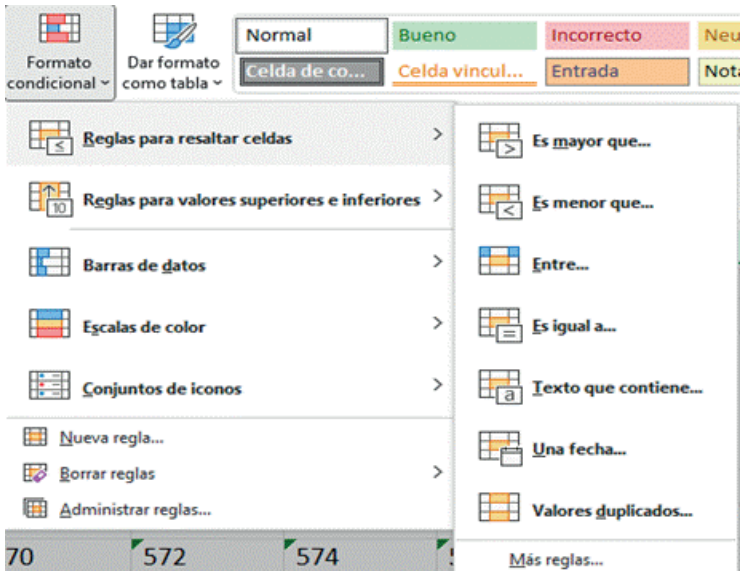 Formato
condicional
Dar formato
como tabla
Normal
Bueno
Incorrecto
Neu
Celda de co...
Celda vincul...
Entrada
Nota
Reglas para resaltar celdas
Reglas para valores superiores e inferiores
10
Barras de datos
Escalas de color
Conjuntos de iconos
Nueva regla...
Borrar reglas
Administrar reglas...
Es mayor que...
Es menor que...
Entre...
Es igual a...
Texto que contiene...
a
Una fecha...
Valores duplicados...
Más reglas...
70
572
574